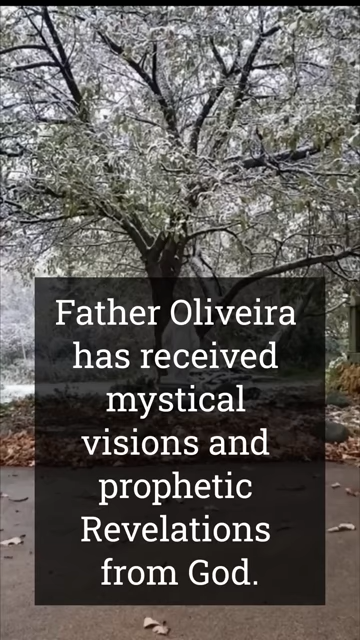 Father Oliveira
has received
mystical
visions and
prophetic
Revelations
from God.